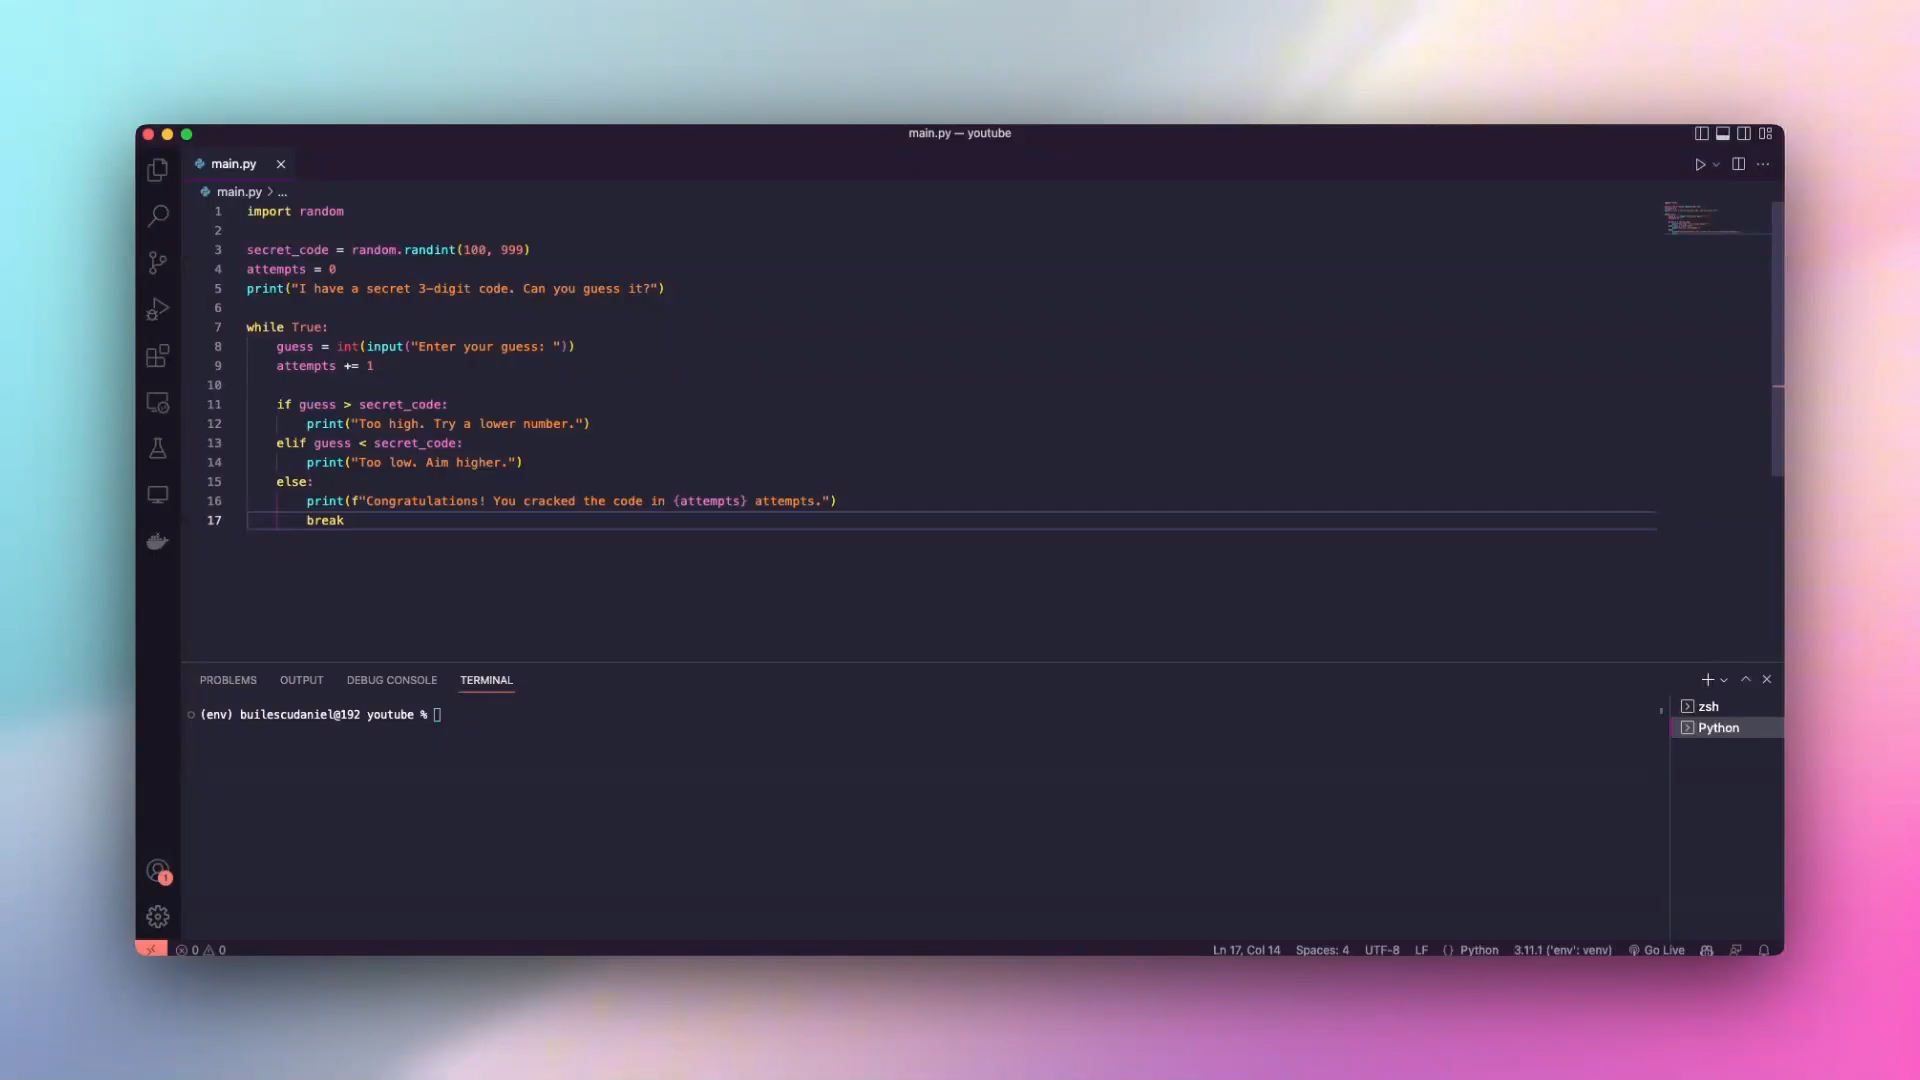 main.py — youtube
main.py
main.py > ...
1 import random
2
3 secret_code = random.randint(100, 999)
4 attempts = 0
5 print("I have a secret 3-digit code. Can you guess it?")
6
7 while True:
8     guess = int(input("Enter your guess: "))
9     attempts += 1
10
11     if guess > secret_code:
12         print("Too high. Try a lower number.")
13     elif guess < secret_code:
14         print("Too low. Aim higher.")
15     else:
16         print(f"Congratulations! You cracked the code in {attempts} attempts.")
17         break
PROBLEMS OUTPUT DEBUG CONSOLE TERMINAL
(env) builescudaniel@192 youtube %
zsh
Python
1
0 0 Ln 17, Col 14 Spaces: 4 UTF-8 LF {} Python 3.11.1 ('env': venv) Go Live